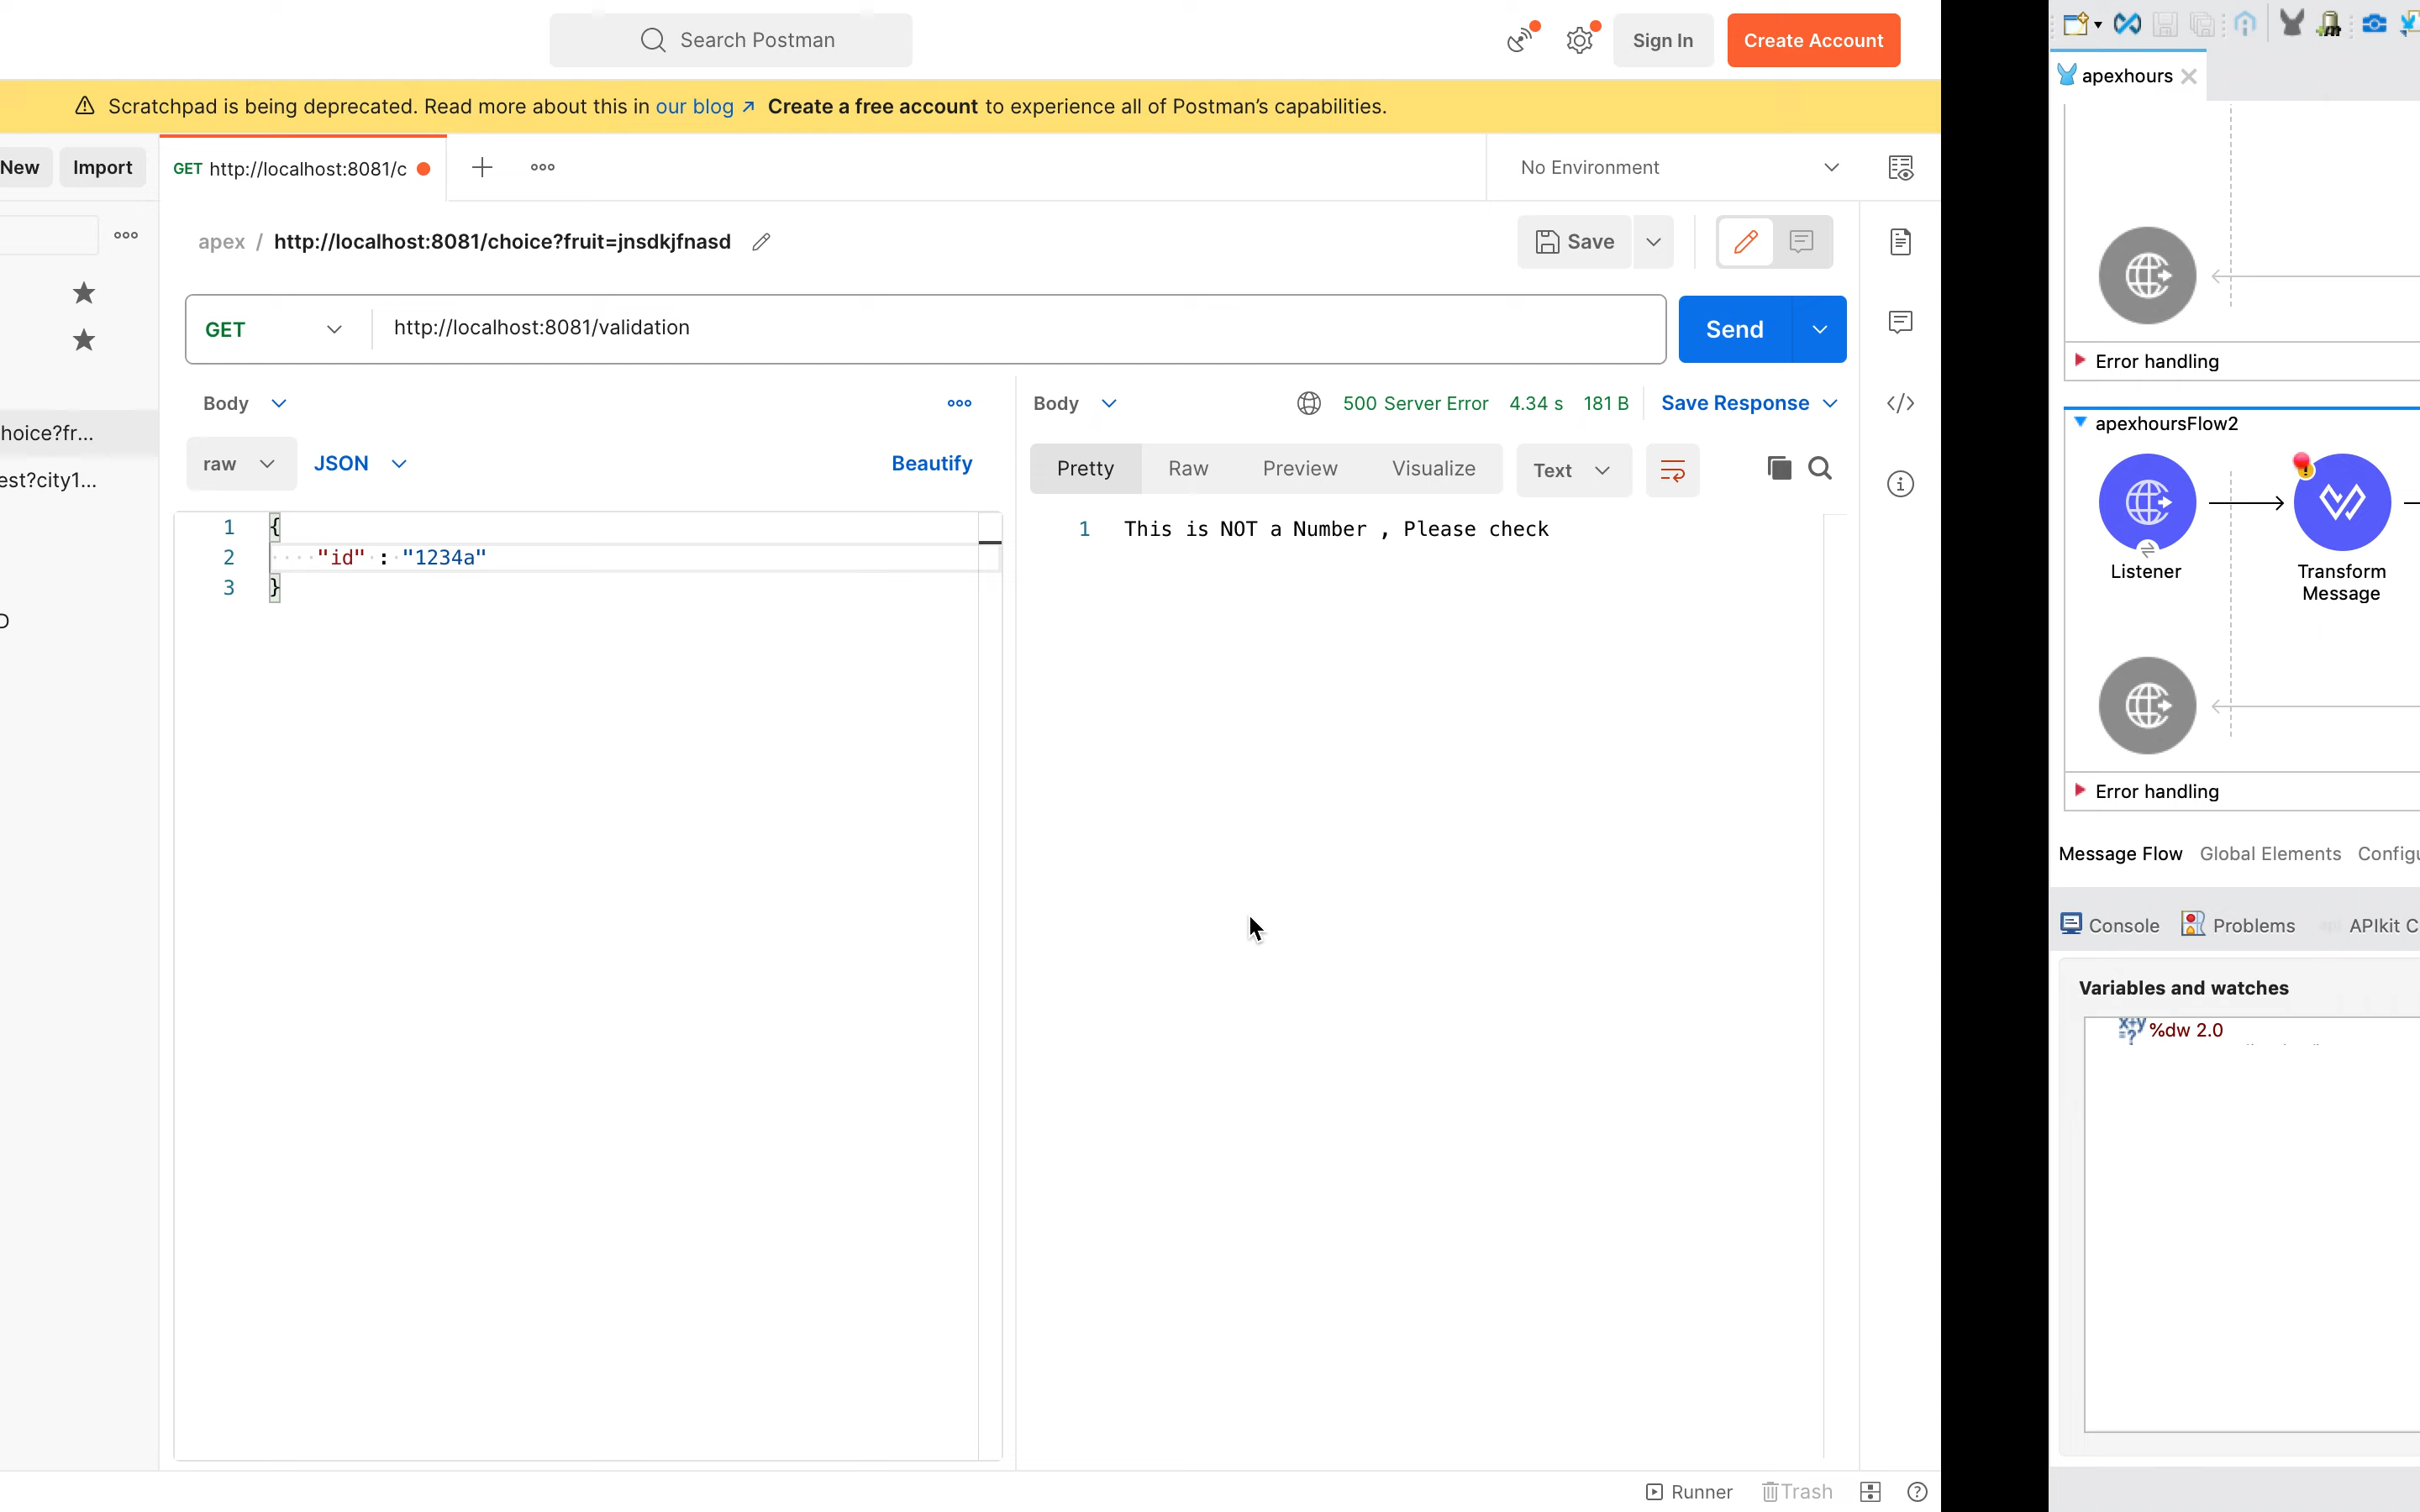 Search Postman
Sign In
Create Account
Scratchpad is being deprecated. Read more about this in our blog ↗ Create a free account to experience all of Postman's capabilities.
New
Import
GET http://localhost:8081/c
No Environment
apex / http://localhost:8081/choice?fruit=jnsdkjfnasd
Save
GET
http://localhost:8081/validation
Send
Body
Body
500 Server Error 4.34 s 181 B
Save Response
hoice?fr...
est?city1...
raw
JSON
Beautify
Pretty
Raw
Preview
Visualize
Text
1 {
2 "id" : "1234a"
3 }
1 This is NOT a Number , Please check
Runner
Trash
apexhours
Error handling
apexhoursFlow2
Listener
Transform
Message
Error handling
Message Flow
Global Elements
Configu
Console
Problems
APIkit C
Variables and watches
x+y
=?
%dw 2.0